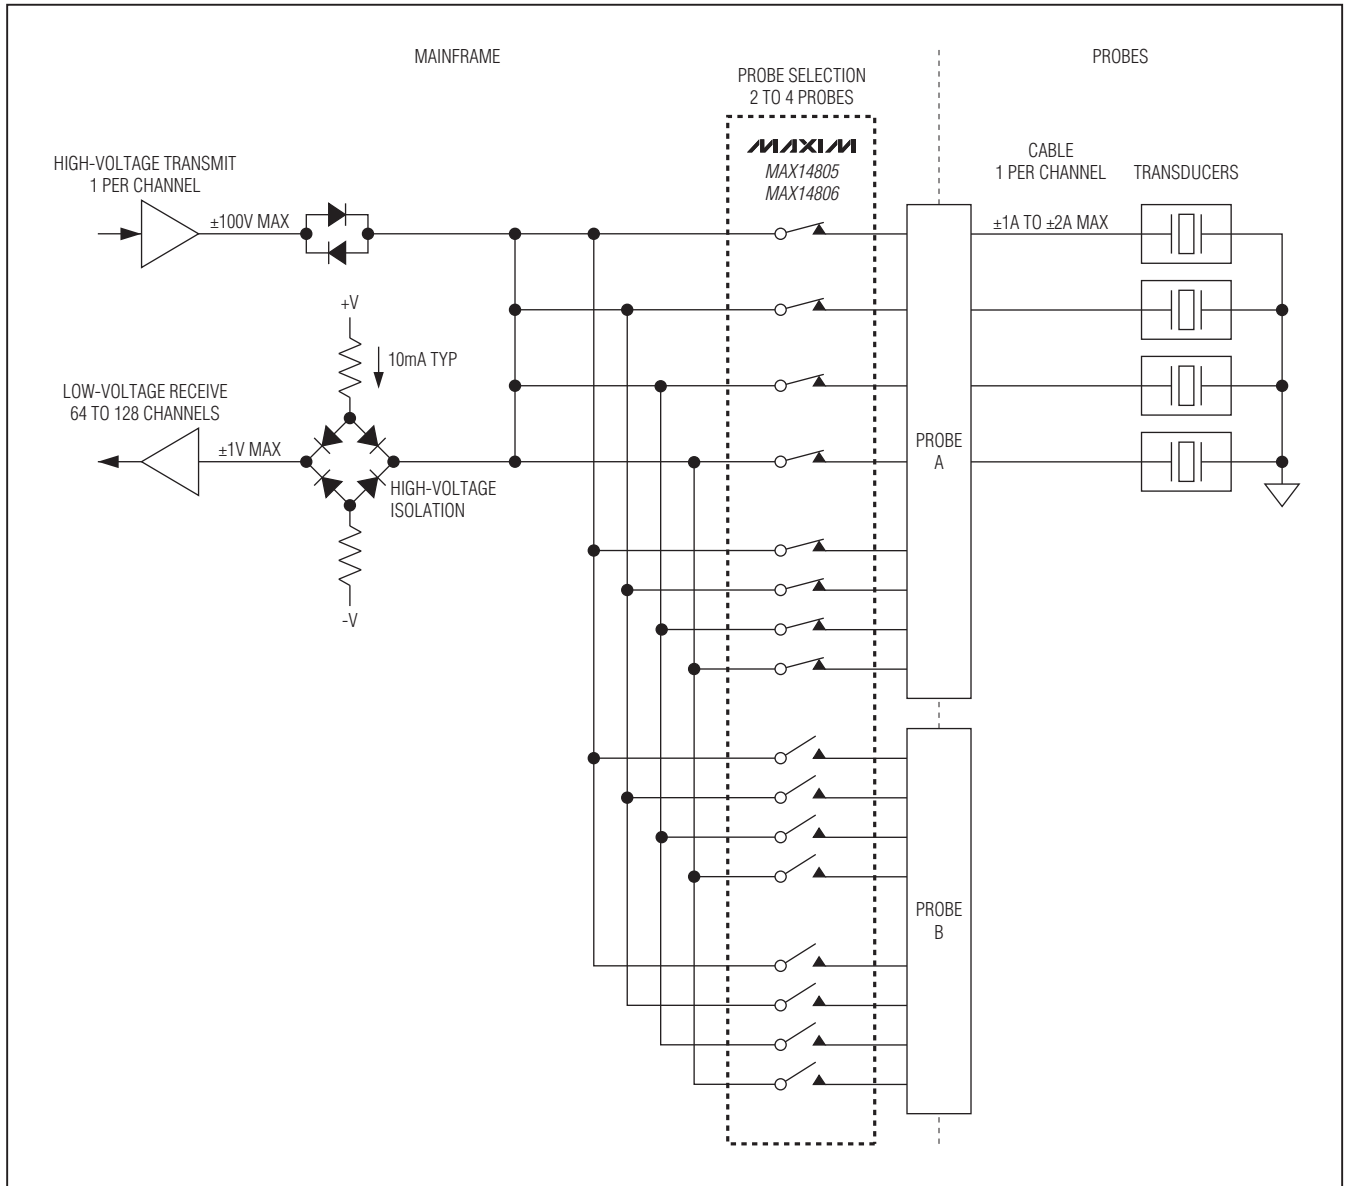 MAINFRAME
PROBES
PROBE SELECTION
2 TO 4 PROBES
MAXIM
MAX14805
MAX14806
HIGH-VOLTAGE TRANSMIT
1 PER CHANNEL
±100V MAX
CABLE
1 PER CHANNEL
TRANSDUCERS
±1A TO ±2A MAX
+V
10mA TYP
LOW-VOLTAGE RECEIVE
64 TO 128 CHANNELS
±1V MAX
HIGH-VOLTAGE
ISOLATION
-V
PROBE
A
PROBE
B